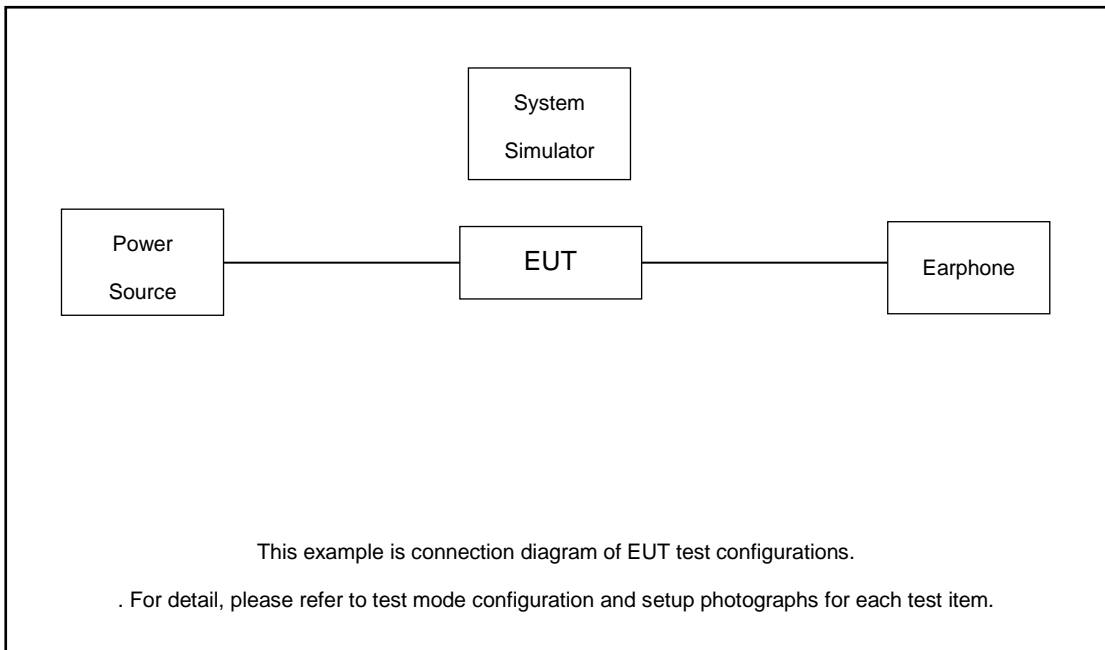 System
Simulator
Power
Source
EUT
Earphone
This example is connection diagram of EUT test configurations.
. For detail, please refer to test mode configuration and setup photographs for each test item.